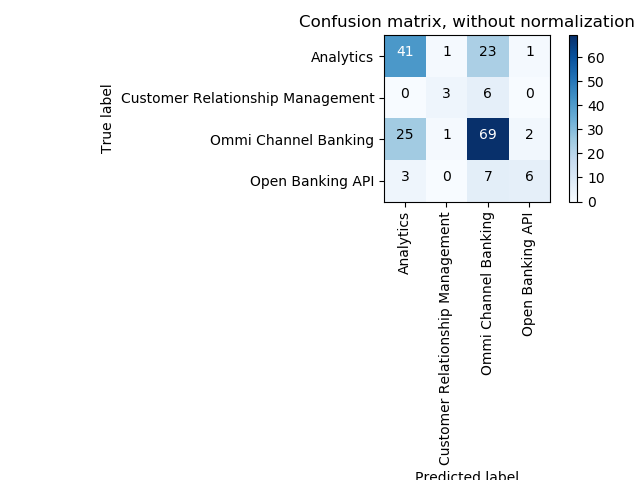 Confusion matrix, without normalization
True label
Analytics 41 1 23 1
Customer Relationship Management 0 3 6 0
Ommi Channel Banking 25 1 69 2
Open Banking API 3 0 7 6
Analytics
Customer Relationship Management
Ommi Channel Banking
Open Banking API
Predicted label
60
50
40
30
20
10
0